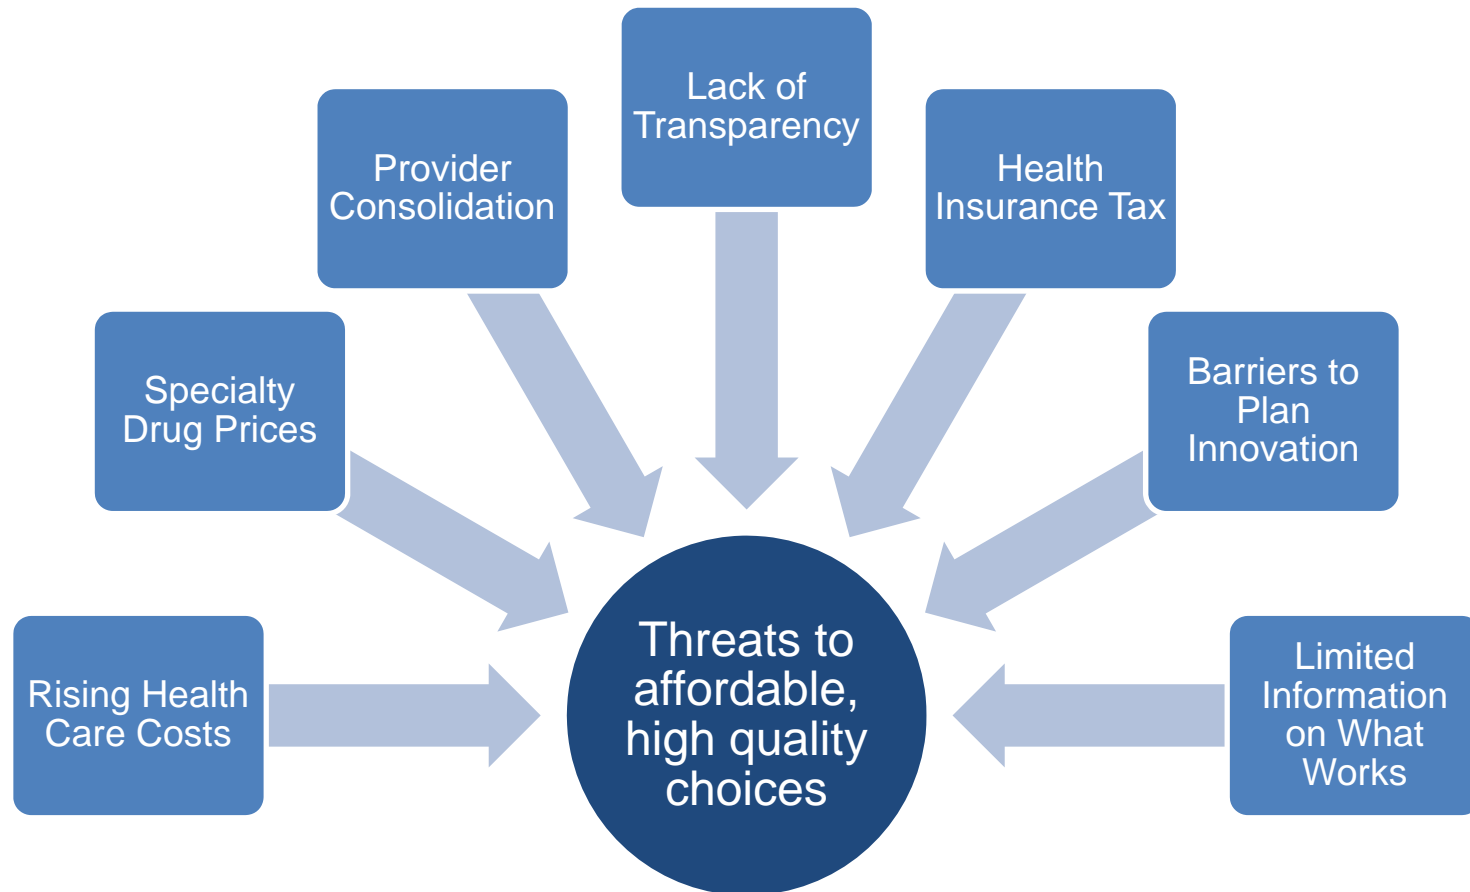 Lack of
Transparency
Provider
Consolidation
Health
Insurance Tax
Specialty
Drug Prices
Barriers to
Plan
Innovation
Rising Health
Care Costs
Threats to
affordable,
high quality
choices
Limited
Information
on What
Works